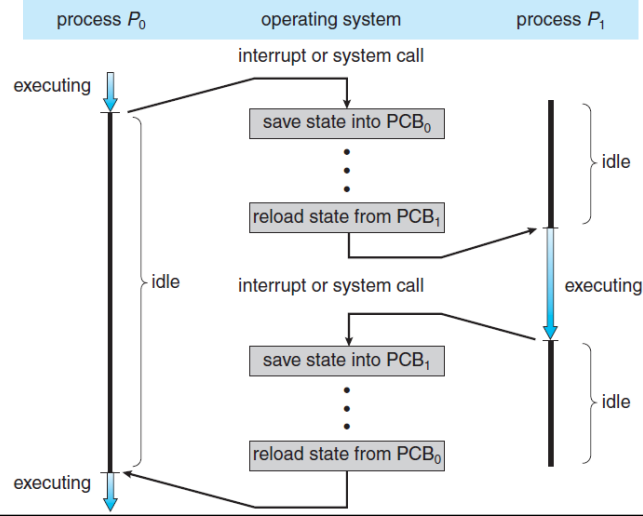 process P0 operating system process P1
interrupt or system call
executing
save state into PCB0
idle
reload state from PCB1
idle
interrupt or system call
executing
save state into PCB1
idle
reload state from PCB0
executing